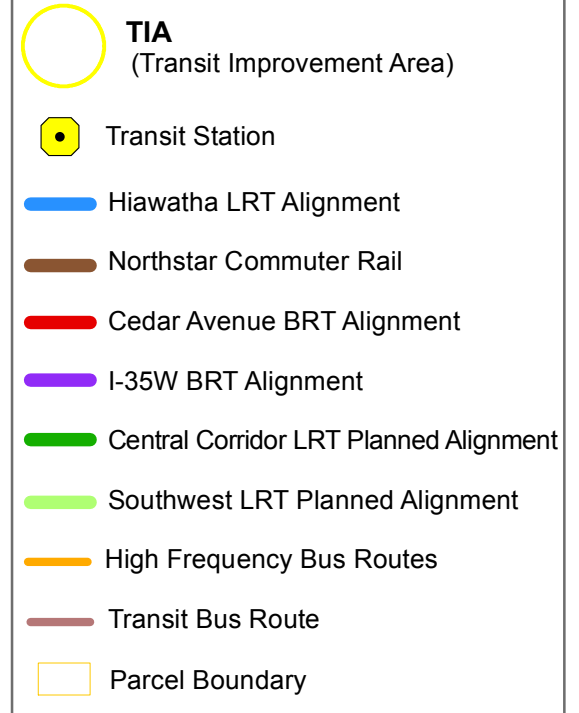 TIA
(Transit Improvement Area)
Transit Station
Hiawatha LRT Alignment
Northstar Commuter Rail
Cedar Avenue BRT Alignment
I-35W BRT Alignment
Central Corridor LRT Planned Alignment
Southwest LRT Planned Alignment
High Frequency Bus Routes
Transit Bus Route
Parcel Boundary